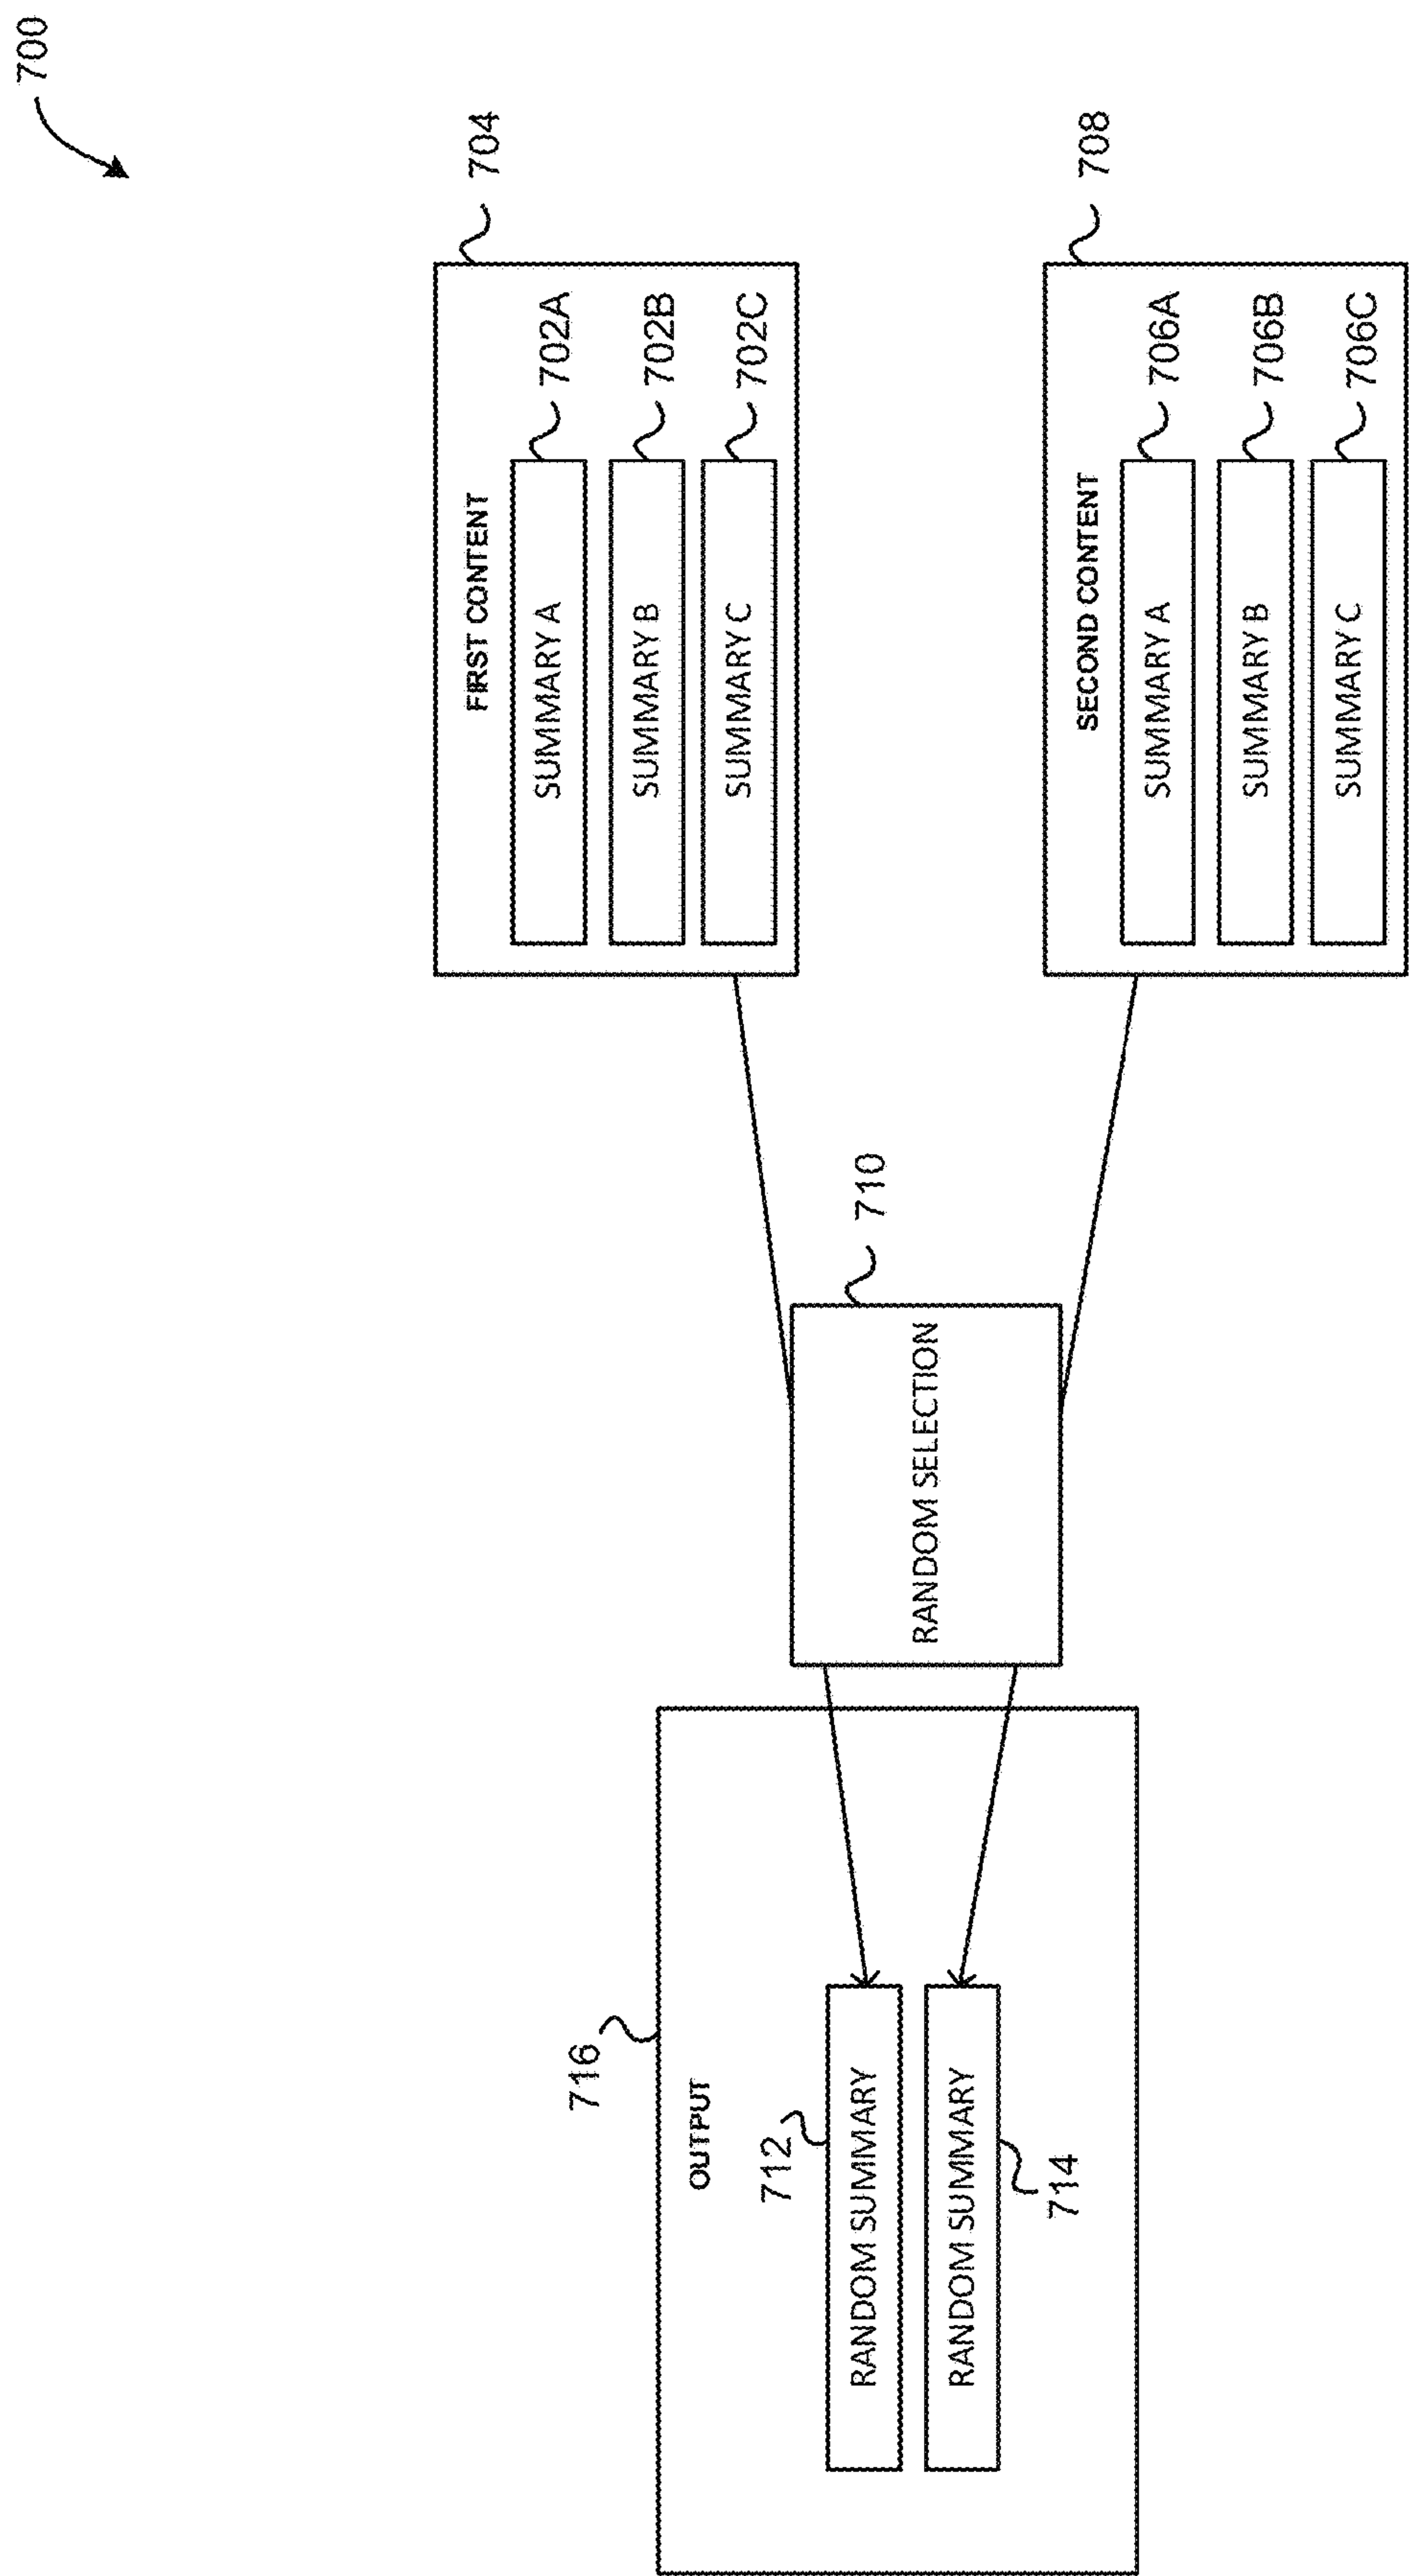 700
704
FIRST CONTENT
SUMMARY A
702A
SUMMARY B
702B
SUMMARY C
702C
708
SECOND CONTENT
SUMMARY A
706A
SUMMARY B
706B
SUMMARY C
706C
710
RANDOM SELECTION
716
OUTPUT
712
RANDOM SUMMARY
RANDOM SUMMARY
714